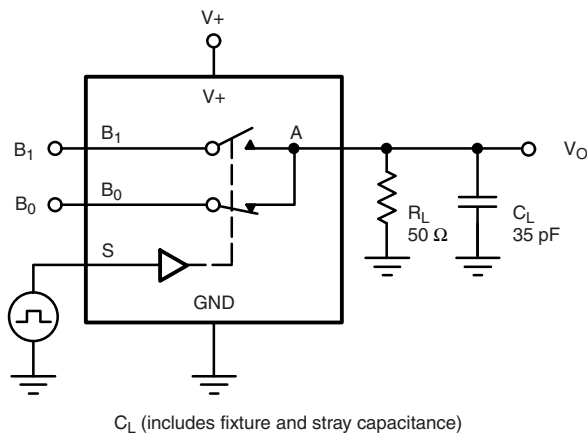 V+
V+
B1 B1 A VO
B0 B0
RL CL
50 Ω 35 pF
S
GND
CL (includes fixture and stray capacitance)